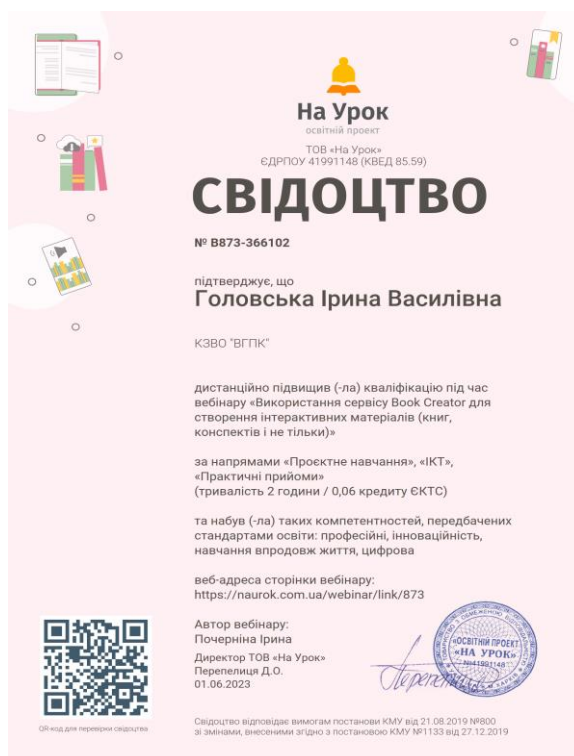 На Урок
освітній проект
ТОВ «На Урок»
ЄДРПОУ 41991148 (КВЕД 85.59)
СВІДОЦТВО
№ B873-366102
підтверджує, що
Головська Ірина Василівна
КЗВО "ВГПК"
дистанційно підвищив (-ла) кваліфікацію під час
вебінару «Використання сервісу Book Creator для
створення інтерактивних матеріалів (книг,
конспектів і не тільки)»
за напрямами «Проєктне навчання», «ІКТ»,
«Практичні прийоми»
(тривалість 2 години / 0,06 кредиту ЄКТС)
та набув (-ла) таких компетентностей, передбачених
стандартами освіти: професійні, інноваційність,
навчання впродовж життя, цифрова
веб-адреса сторінки вебінару:
https://naurok.com.ua/webinar/link/873
Автор вебінару:
Почерніна Ірина
Директор ТОВ «На Урок»
Перепелиця Д.О.
01.06.2023
«ОСВІТНІЙ ПРОЕКТ
«НА УРОК»
№41991148
QR-код для перевірки свідоцтва
Свідоцтво відповідає вимогам постанови КМУ від 21.08.2019 №800
зі змінами, внесеними згідно з постановою КМУ №1133 від 27.12.2019